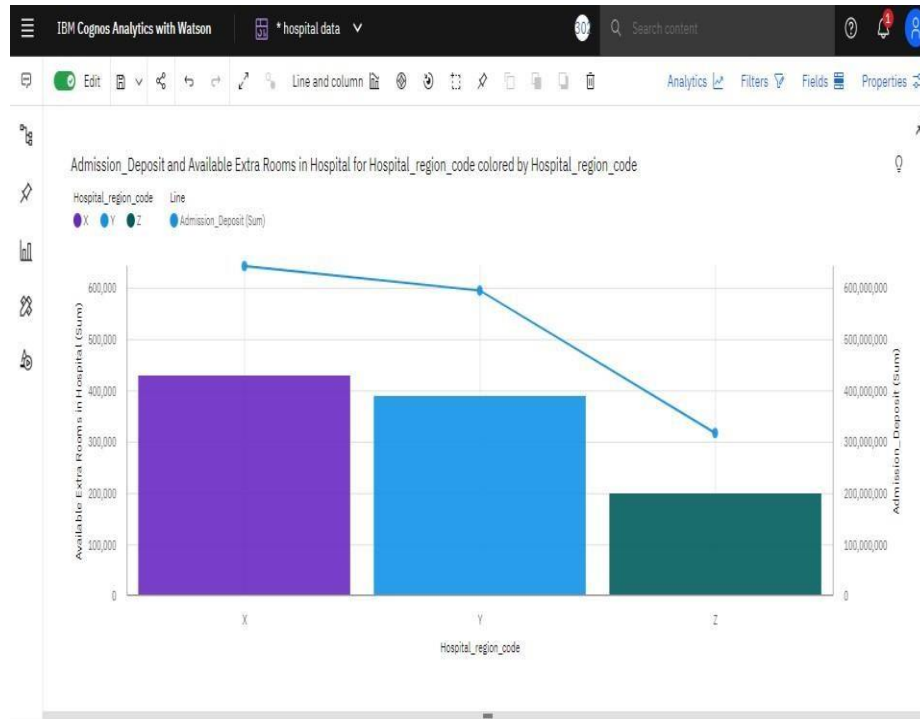 IBM Cognos Analytics with Watson
* hospital data
302
Search content
1
Edit
Line and column
Analytics
Filters
Fields
Properties
Admission_Deposit and Available Extra Rooms in Hospital for Hospital_region_code colored by Hospital_region_code
Hospital_region_code Line
X Y Z Admission_Deposit (Sum)
Available Extra Rooms in Hospital (Sum)
600,000
500,000
400,000
300,000
200,000
100,000
0
600,000,000
500,000,000
400,000,000
300,000,000
200,000,000
100,000,000
0
Admission_Deposit (Sum)
X Y Z
Hospital_region_code